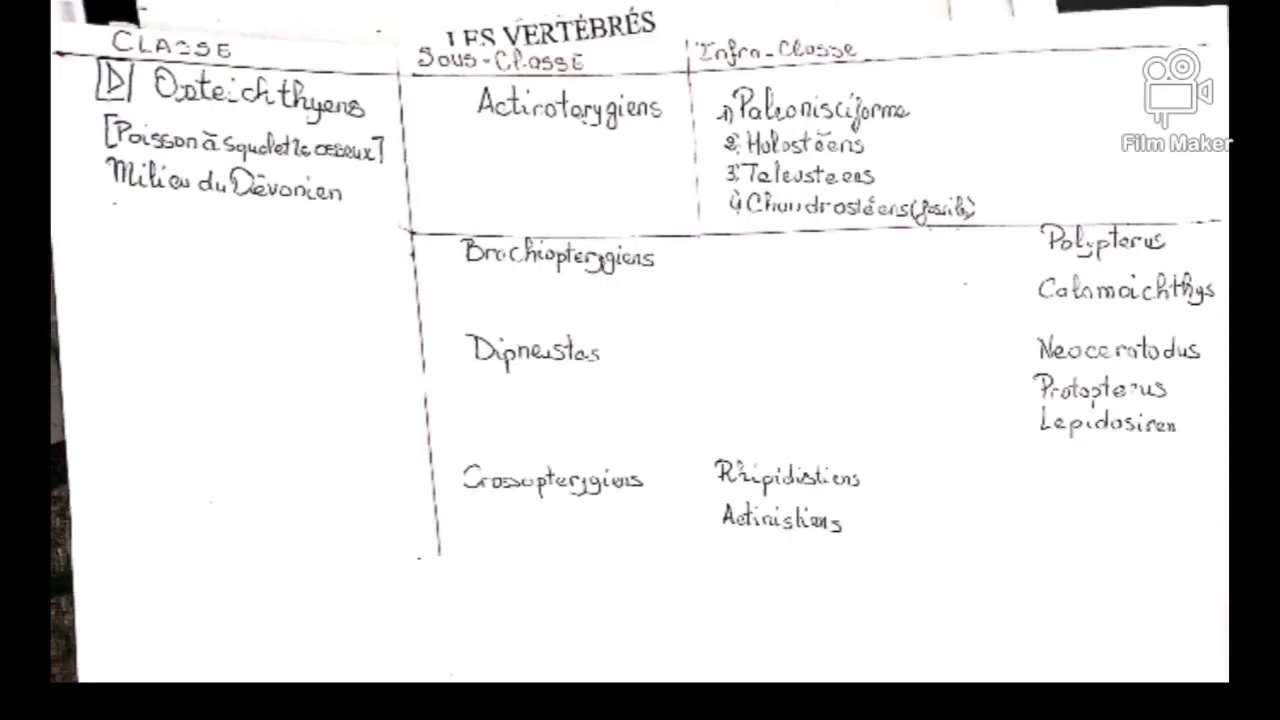 LES VERTÉBRÉS
CLASSE
Sous-Classe
Infra-Classe
D Osteichthyens
[Poisson à squelette osseux]
Milieu du Dévonien
Actiroterygiens
1) Paleonisciforme
2. Holostéens
3. Teleosteens
4 Chondrostéens (fossile)
Brachiopterygiens
Polypterus
Calamoichthys
Dipneustes
Neoceratodus
Protopterus
Lepidosiren
Crossopterygiens
Rhipidistiens
Actinistiens
Film Maker